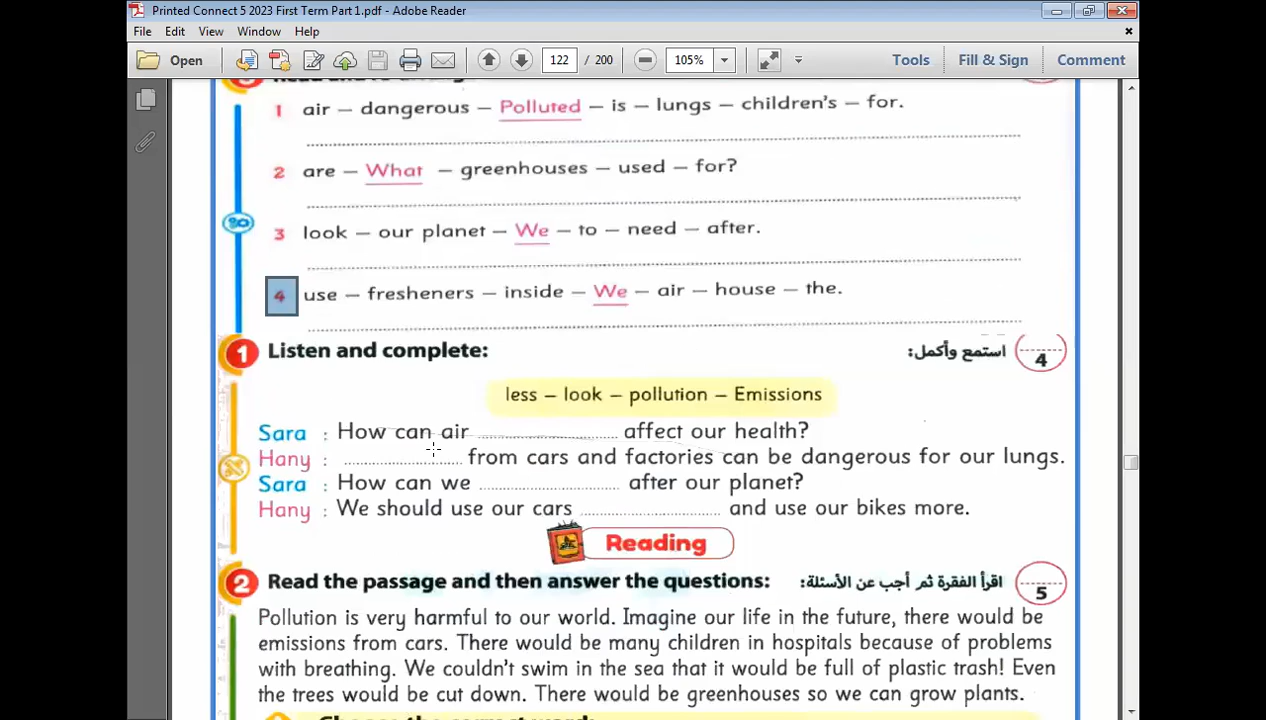 Printed Connect 5 2023 First Term Part 1.pdf - Adobe Reader
File Edit View Window Help
Open 122 / 200 105% Tools Fill & Sign Comment
1 air – dangerous – Polluted – is – lungs – children's – for.
2 are – What – greenhouses – used – for?
3 look – our planet – We – to – need – after.
4 use – fresheners – inside – We – air – house – the.
1 Listen and complete: استمع وأكمل: 4
less – look – pollution – Emissions
Sara : How can air .................... affect our health?
Hany : .................... from cars and factories can be dangerous for our lungs.
Sara : How can we .................... after our planet?
Hany : We should use our cars .................... and use our bikes more.
Reading
2 Read the passage and then answer the questions: اقرأ الفقرة ثم أجب عن الأسئلة: 5
Pollution is very harmful to our world. Imagine our life in the future, there would be
emissions from cars. There would be many children in hospitals because of problems
with breathing. We couldn't swim in the sea that it would be full of plastic trash! Even
the trees would be cut down. There would be greenhouses so we can grow plants.
Choose the correct word: